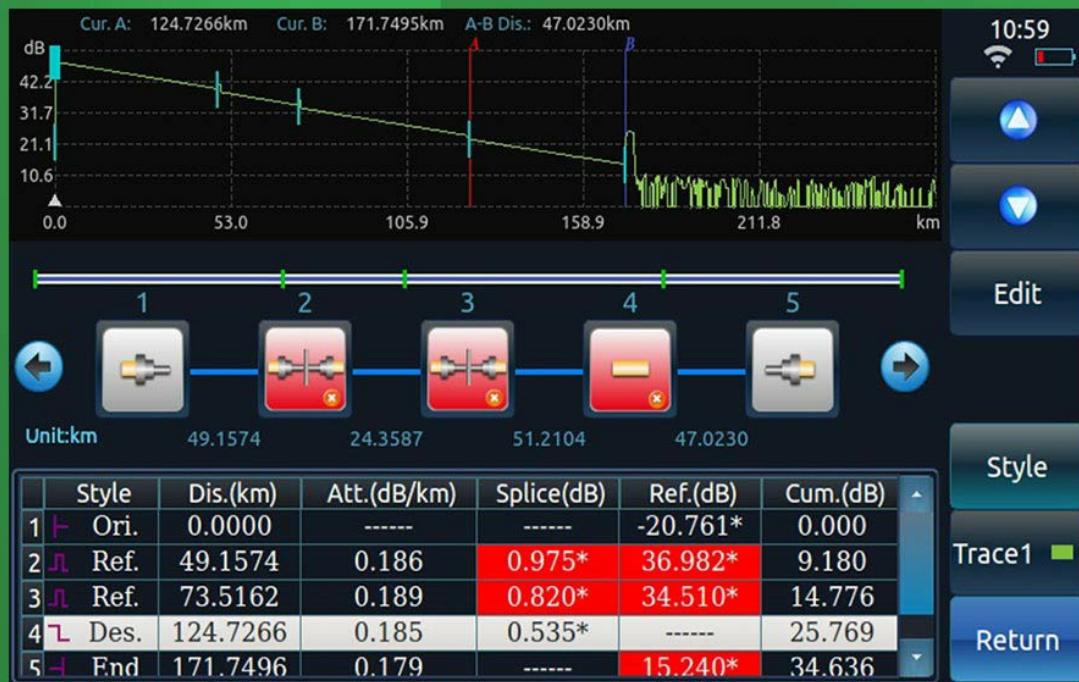 Cur. A: 124.7266km Cur. B: 171.7495km A-B Dis.: 47.0230km
10:59
dB
A
B
42.2
31.7
21.1
10.6
0.0 53.0 105.9 158.9 211.8 km
1 2 3 4 5
Edit
Unit:km 49.1574 24.3587 51.2104 47.0230
Style
Style Dis.(km) Att.(dB/km) Splice(dB) Ref.(dB) Cum.(dB)
1 Ori. 0.0000 ------ ------ -20.761* 0.000
2 Ref. 49.1574 0.186 0.975* 36.982* 9.180
Trace1
3 Ref. 73.5162 0.189 0.820* 34.510* 14.776
4 Des. 124.7266 0.185 0.535* ------ 25.769
Return
5 End 171.7496 0.179 ------ 15.240* 34.636